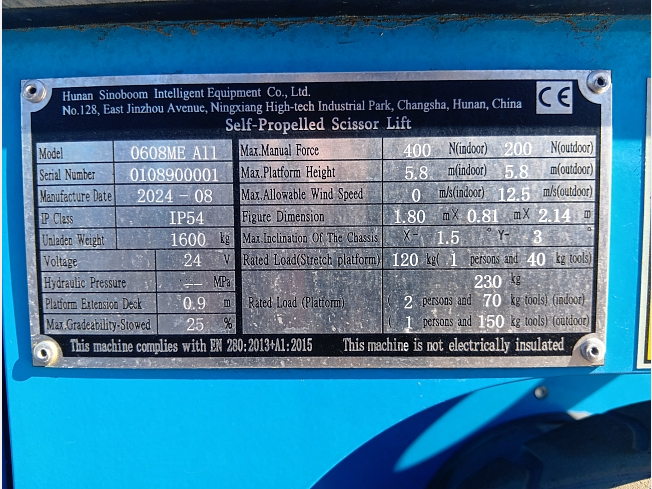 Hunan Sinoboom Intelligent Equipment Co., Ltd.
No.128, East Jinzhou Avenue, Ningxiang High-tech Industrial Park, Changsha, Hunan, China
CE
Self-Propelled Scissor Lift
Model 0608ME A11
Serial Number 0108900001
Manufacture Date 2024-08
IP Class IP54
Unladen Weight 1600 kg
Voltage 24 V
Hydraulic Pressure — MPa
Platform Extension Deck 0.9 m
Max.Gradeability-Stowed 25 %
Max.Manual Force 400 N(indoor) 200 N(outdoor)
Max.Platform Height 5.8 m(indoor) 5.8 m(outdoor)
Max.Allowable Wind Speed 0 m/s(indoor) 12.5 m/s(outdoor)
Figure Dimension 1.80 m× 0.81 m× 2.14 m
Max.Inclination Of The Chassis X- 1.5 ° Y- 3 °
Rated Load(Stretch platform) 120 kg( 1 persons and 40 kg tools)
230 kg
Rated Load (Platform) ( 2 persons and 70 kg tools) (indoor)
( 1 persons and 150 kg tools) (outdoor)
This machine complies with EN 280:2013+A1:2015 This machine is not electrically insulated